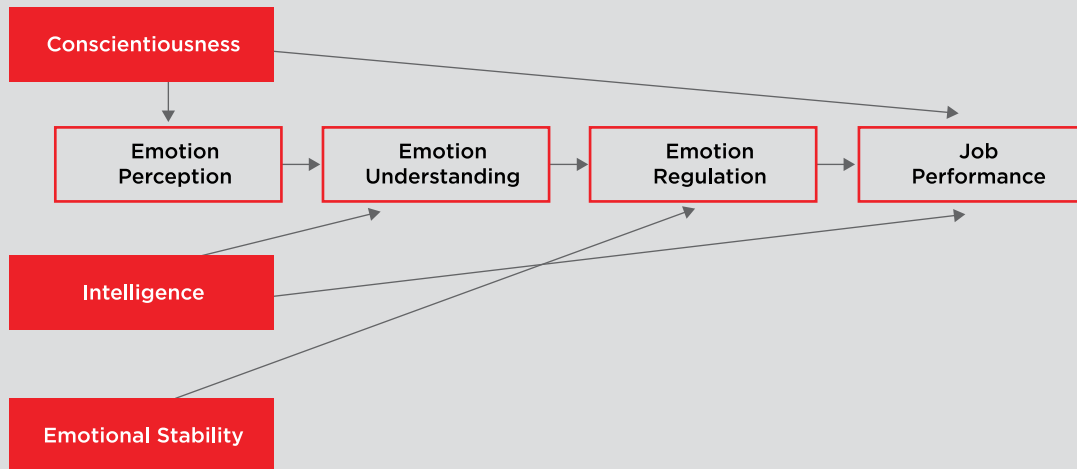 Conscientiousness
Emotion
Perception
Emotion
Understanding
Emotion
Regulation
Job
Performance
Intelligence
Emotional Stability